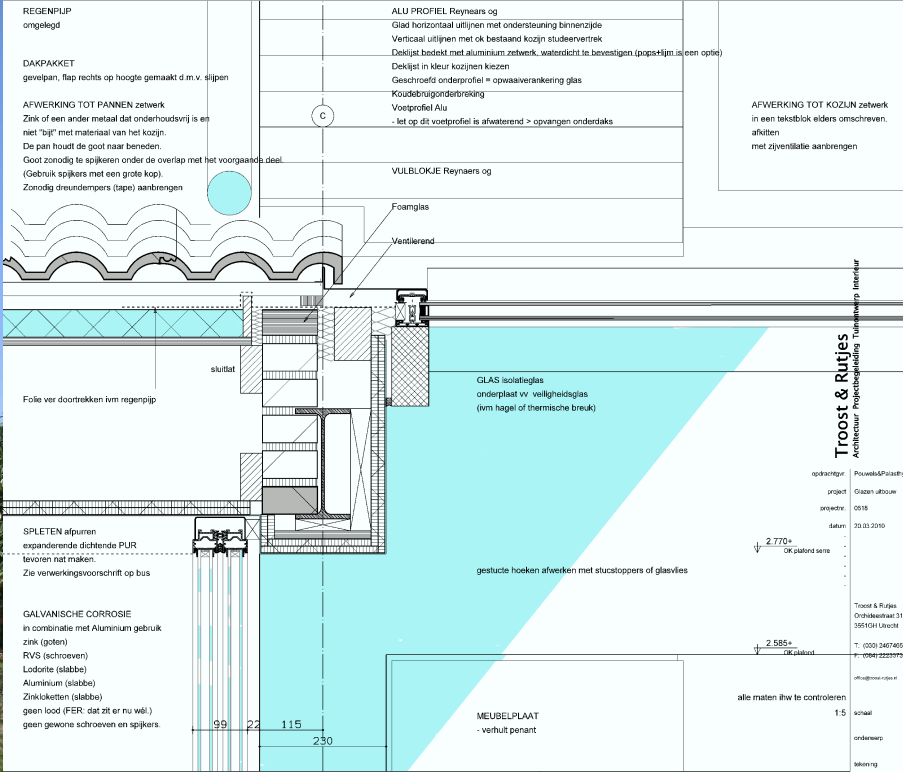 REGENPIJP
omgelegd
DAKPAKKET
gevelpan, flap rechts op hoogte gemaakt d.m.v. slijpen
AFWERKING TOT PANNEN zetwerk
Zink of een ander metaal dat onderhoudsvrij is en
niet "bijt" met materiaal van het kozijn.
De pan houdt de goot naar beneden.
Goot zonodig te spijkeren onder de overlap met het voorgaande deel.
(Gebruik spijkers met een grote kop).
Zonodig dreundempers (tape) aanbrengen
ALU PROFIEL Reynears og
Glad horizontaal uitlijnen met ondersteuning binnenzijde
Verticaal uitlijnen met ok bestaand kozijn studeervertrek
Deklijst bedekt met aluminium zetwerk, waterdicht te bevestigen (pops+lijm is een optie)
Deklijst in kleur kozijnen kiezen
Geschroefd onderprofiel = opwaaiverankering glas
Koudebruigonderbreking
Voetprofiel Alu
- let op dit voetprofiel is afwaterend > opvangen onderdaks
C
VULBLOKJE Reynaers og
Foamglas
Ventilerend
AFWERKING TOT KOZIJN zetwerk
in een tekstblok elders omschreven.
afkitten
met zijventilatie aanbrengen
sluitlat
Folie ver doortrekken ivm regenpijp
GLAS isolatieglas
onderplaat vv veiligheidsglas
(ivm hagel of thermische breuk)
SPLETEN afpurren
expanderende dichtende PUR
tevoren nat maken.
Zie verwerkingsvoorschrift op bus
GALVANISCHE CORROSIE
in combinatie met Aluminium gebruik
zink (goten)
RVS (schroeven)
Lodorite (slabbe)
Aluminium (slabbe)
Zinkloketten (slabbe)
geen lood (FER: dat zit er nu wél.)
geen gewone schroeven en spijkers.
99 22 115
230
gestucte hoeken afwerken met stucstoppers of glasvlies
MEUBELPLAAT
- verhult penant
2.770+
OK plafond serre
2.585+
OK plafond
alle maten ihw te controleren
1:5 schaal
Troost & Rutjes
Architectuur Projectbegeleiding Tuinontwerp Interieur
opdrachtgvr.
project Glazen uitbouw
projectnr. 0618
datum 20.03.2010
Troost & Rutjes
Orchideestraat 31
3551GH Utrecht
T: (030) 2467465
office@troost-rutjes.nl
onderwerp
tekening